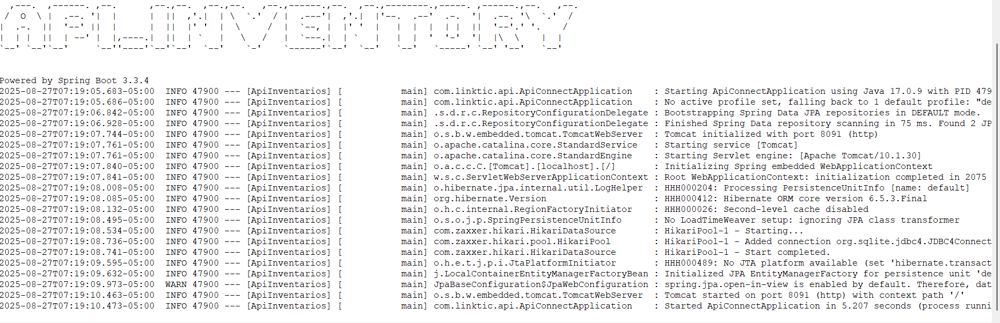 API_INVENTORY
Powered by Spring Boot 3.3.4
2025-08-27T07:19:05.683-05:00  INFO 47900 --- [ApiInventarios] [           main] com.linktic.api.ApiConnectApplication    : Starting ApiConnectApplication using Java 17.0.9 with PID 479
2025-08-27T07:19:05.686-05:00  INFO 47900 --- [ApiInventarios] [           main] com.linktic.api.ApiConnectApplication    : No active profile set, falling back to 1 default profile: "de
2025-08-27T07:19:06.842-05:00  INFO 47900 --- [ApiInventarios] [           main] .s.d.r.c.RepositoryConfigurationDelegate : Bootstrapping Spring Data JPA repositories in DEFAULT mode.
2025-08-27T07:19:06.928-05:00  INFO 47900 --- [ApiInventarios] [           main] .s.d.r.c.RepositoryConfigurationDelegate : Finished Spring Data repository scanning in 75 ms. Found 2 JP
2025-08-27T07:19:07.744-05:00  INFO 47900 --- [ApiInventarios] [           main] o.s.b.w.embedded.tomcat.TomcatWebServer  : Tomcat initialized with port 8091 (http)
2025-08-27T07:19:07.761-05:00  INFO 47900 --- [ApiInventarios] [           main] o.apache.catalina.core.StandardService   : Starting service [Tomcat]
2025-08-27T07:19:07.761-05:00  INFO 47900 --- [ApiInventarios] [           main] o.apache.catalina.core.StandardEngine    : Starting Servlet engine: [Apache Tomcat/10.1.30]
2025-08-27T07:19:07.840-05:00  INFO 47900 --- [ApiInventarios] [           main] o.a.c.c.C.[Tomcat].[localhost].[/]       : Initializing Spring embedded WebApplicationContext
2025-08-27T07:19:07.841-05:00  INFO 47900 --- [ApiInventarios] [           main] w.s.c.ServletWebServerApplicationContext : Root WebApplicationContext: initialization completed in 2075
2025-08-27T07:19:08.008-05:00  INFO 47900 --- [ApiInventarios] [           main] o.hibernate.jpa.internal.util.LogHelper  : HHH000204: Processing PersistenceUnitInfo [name: default]
2025-08-27T07:19:08.085-05:00  INFO 47900 --- [ApiInventarios] [           main] org.hibernate.Version                    : HHH000412: Hibernate ORM core version 6.5.3.Final
2025-08-27T07:19:08.132-05:00  INFO 47900 --- [ApiInventarios] [           main] o.h.c.internal.RegionFactoryInitiator    : HHH000026: Second-level cache disabled
2025-08-27T07:19:08.495-05:00  INFO 47900 --- [ApiInventarios] [           main] o.s.o.j.p.SpringPersistenceUnitInfo      : No LoadTimeWeaver setup: ignoring JPA class transformer
2025-08-27T07:19:08.534-05:00  INFO 47900 --- [ApiInventarios] [           main] com.zaxxer.hikari.HikariDataSource       : HikariPool-1 - Starting...
2025-08-27T07:19:08.736-05:00  INFO 47900 --- [ApiInventarios] [           main] com.zaxxer.hikari.pool.HikariPool        : HikariPool-1 - Added connection org.sqlite.jdbc4.JDBC4Connect
2025-08-27T07:19:08.741-05:00  INFO 47900 --- [ApiInventarios] [           main] com.zaxxer.hikari.HikariDataSource       : HikariPool-1 - Start completed.
2025-08-27T07:19:09.595-05:00  INFO 47900 --- [ApiInventarios] [           main] o.h.e.t.j.p.i.JtaPlatformInitiator       : HHH000489: No JTA platform available (set 'hibernate.transact
2025-08-27T07:19:09.632-05:00  INFO 47900 --- [ApiInventarios] [           main] j.LocalContainerEntityManagerFactoryBean : Initialized JPA EntityManagerFactory for persistence unit 'de
2025-08-27T07:19:09.973-05:00  WARN 47900 --- [ApiInventarios] [           main] JpaBaseConfiguration$JpaWebConfiguration : spring.jpa.open-in-view is enabled by default. Therefore, dat
2025-08-27T07:19:10.463-05:00  INFO 47900 --- [ApiInventarios] [           main] o.s.b.w.embedded.tomcat.TomcatWebServer  : Tomcat started on port 8091 (http) with context path '/'
2025-08-27T07:19:10.473-05:00  INFO 47900 --- [ApiInventarios] [           main] com.linktic.api.ApiConnectApplication    : Started ApiConnectApplication in 5.207 seconds (process runni